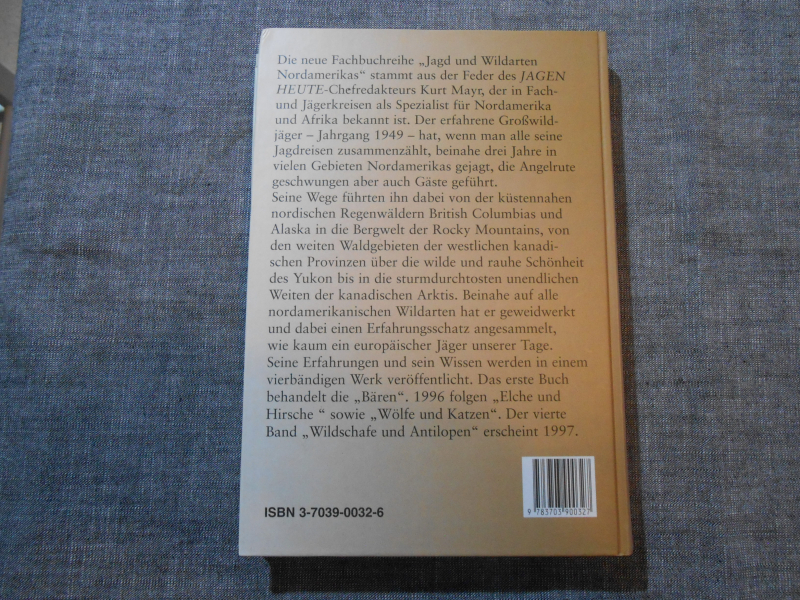 Die neue Fachbuchreihe „Jagd und Wildarten
Nordamerikas“ stammt aus der Feder des JAGEN
HEUTE-Chefredakteurs Kurt Mayr, der in Fach-
und Jägerkreisen als Spezialist für Nordamerika
und Afrika bekannt ist. Der erfahrene Großwild-
jäger – Jahrgang 1949 – hat, wenn man alle seine
Jagdreisen zusammenzählt, beinahe drei Jahre in
vielen Gebieten Nordamerikas gejagt, die Angelrute
geschwungen aber auch Gäste geführt.
Seine Wege führten ihn dabei von der küstennahen
nordischen Regenwäldern British Columbias und
Alaska in die Bergwelt der Rocky Mountains, von
den weiten Waldgebieten der westlichen kanadi-
schen Provinzen über die wilde und rauhe Schönheit
des Yukon bis in die sturmdurchtosten unendlichen
Weiten der kanadischen Arktis. Beinahe auf alle
nordamerikanischen Wildarten hat er geweidwerkt
und dabei einen Erfahrungsschatz angesammelt,
wie kaum ein europäischer Jäger unserer Tage.
Seine Erfahrungen und sein Wissen werden in einem
vierbändigen Werk veröffentlicht. Das erste Buch
behandelt die „Bären“. 1996 folgen „Elche und
Hirsche “ sowie „Wölfe und Katzen“. Der vierte
Band „Wildschafe und Antilopen“ erscheint 1997.
ISBN 3-7039-0032-6
9 783703 900327